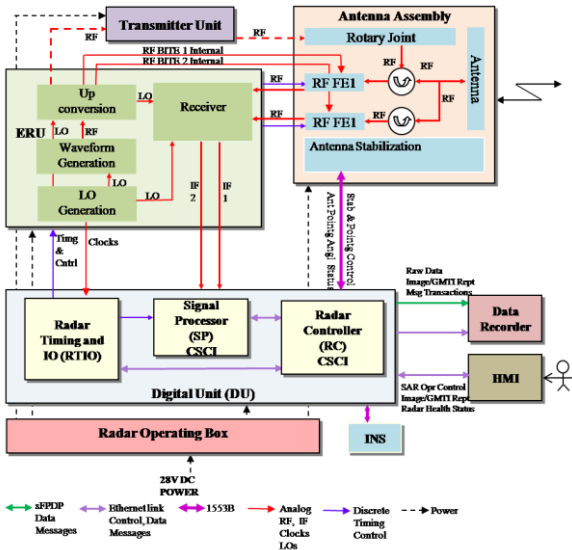 Transmitter Unit
RF
RF
RF BITE 1 Internal
RF BITE 2 Internal
Antenna Assembly
Rotary Joint
RF
RF
RF
RF FE1
RF
RF
RF
RF FE1
RF
RF
Antenna
Antenna Stabilization
ERU
Up
conversion
LO
LO
RF
Waveform
Generation
LO
LO
Generation
LO
Receiver
IF
2
IF
1
Timg
&
Cntrl
Clocks
Stab & Pointg Control
Ant Pointg Angl Status
Raw Data
Image/GMTI Rept
Msg Transactions
Data
Recorder
Radar
Timing and
IO (RTIO)
Signal
Processor
(SP)
CSCI
Radar
Controller
(RC)
CSCI
Digital Unit (DU)
HMI
SAR Opr Control
Image/GMTI Rept
Radar Health Status
Radar Operating Box
INS
28V DC
POWER
sFPDP
Data
Messages
Ethernet link
Control, Data
Messages
1553B
Analog
RF, IF
Clocks
LOs
Discrete
Timing
Control
Power